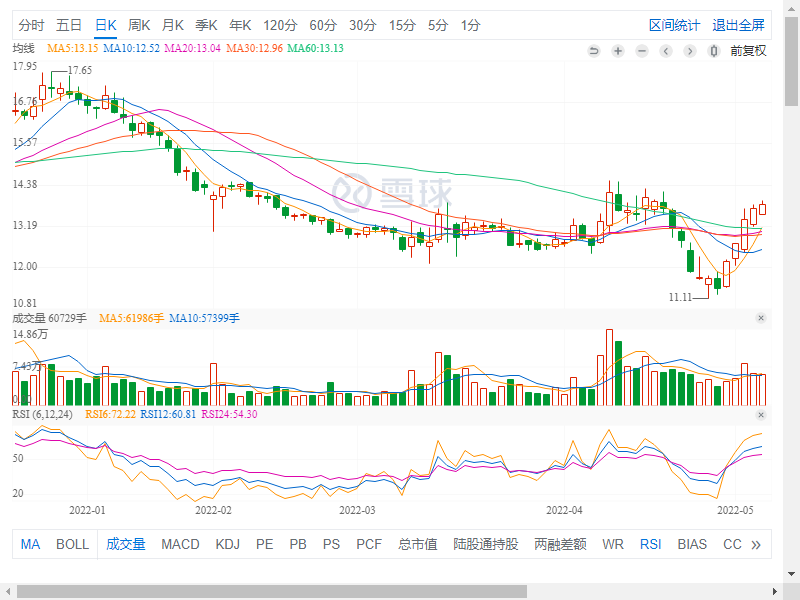 分时 五日 日K 周K 月K 季K 年K 120分 60分 30分 15分 5分 1分 区间统计 退出全屏
均线 MA5:13.15 MA10:12.52 MA20:13.04 MA30:12.96 MA60:13.13 前复权
17.95
17.65
16.76
15.57
雪球
14.38
13.19
12.00
11.11
10.81
成交量 60729手 MA5:61986手 MA10:57399手
14.86万
7.43万
RSI (6,12,24) RSI6:72.22 RSI12:60.81 RSI24:54.30
50
20
2022-01 2022-02 2022-03 2022-04 2022-05
MA BOLL 成交量 MACD KDJ PE PB PS PCF 总市值 陆股通持股 两融差额 WR RSI BIAS CC »